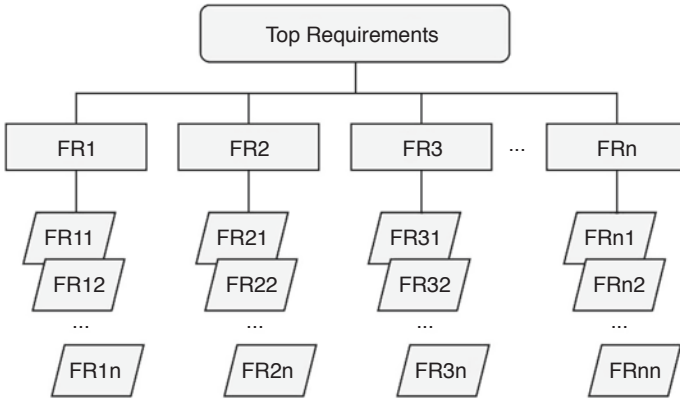 Top Requirements
FR1 FR2 FR3 ... FRn
FR11 FR21 FR31 FRn1
FR12 FR22 FR32 FRn2
... ... ... ...
FR1n FR2n FR3n FRnn